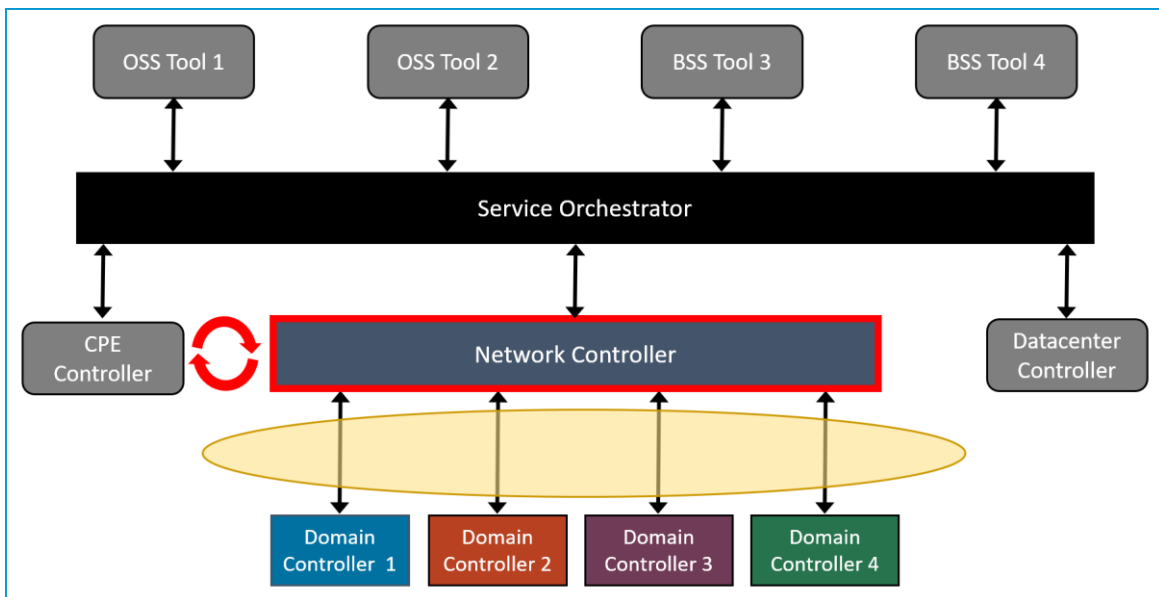 OSS Tool 1
OSS Tool 2
BSS Tool 3
BSS Tool 4
Service Orchestrator
CPE
Controller
Network Controller
Datacenter
Controller
Domain
Controller 1
Domain
Controller 2
Domain
Controller 3
Domain
Controller 4